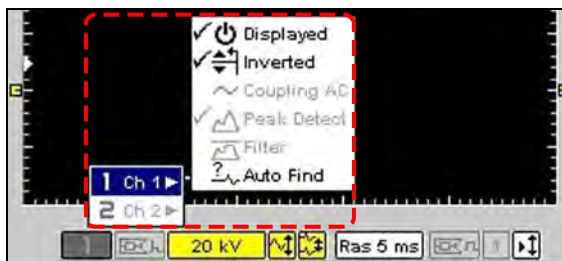 Displayed
Inverted
Coupling AC
Peak Detect
Filter
Auto Find
1 Ch 1
2 Ch 2
20 kV Ras 5 ms